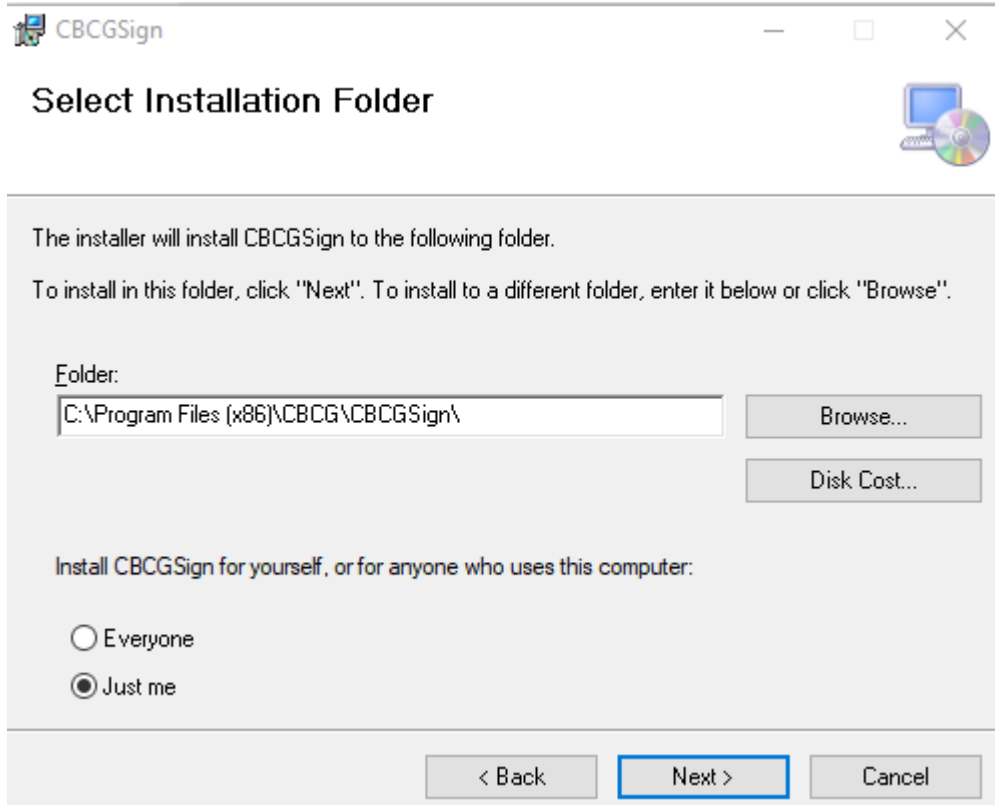 CBCGSign
Select Installation Folder
The installer will install CBCGSign to the following folder.
To install in this folder, click "Next". To install to a different folder, enter it below or click "Browse".
Folder:
C:\Program Files (x86)\CBCG\CBCGSign\
Browse...
Disk Cost...
Install CBCGSign for yourself, or for anyone who uses this computer:
Everyone
Just me
< Back
Next >
Cancel